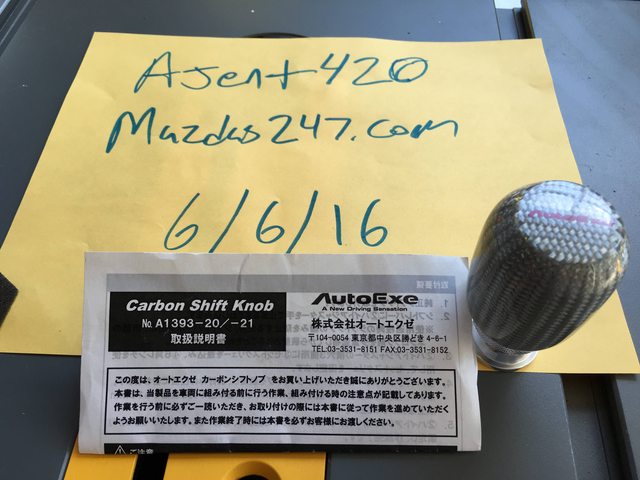 Ajent420
Mazdas247.com
6/6/16
Carbon Shift Knob
No. A1393-20/-21
取扱説明書
AutoExe
A New Driving Sensation
株式会社オートエクゼ
〒104-0054 東京都中央区勝どき 4-6-1
TEL:03-3531-8151 FAX:03-3531-8152
この度は、オートエクゼ カーボンシフトノブ をお買い上げいただき誠にありがとうございます。
本書は、当製品を車両に組み付る前に行う作業、組み付ける時の注意点が記載してあります。
作業を行う前に必ずご一読いただき、お取り付けの際には本書に従って作業を進めていただく
ようお願いいたします。また作業終了時には本書を必ずお客様にお渡しください。
ご注意